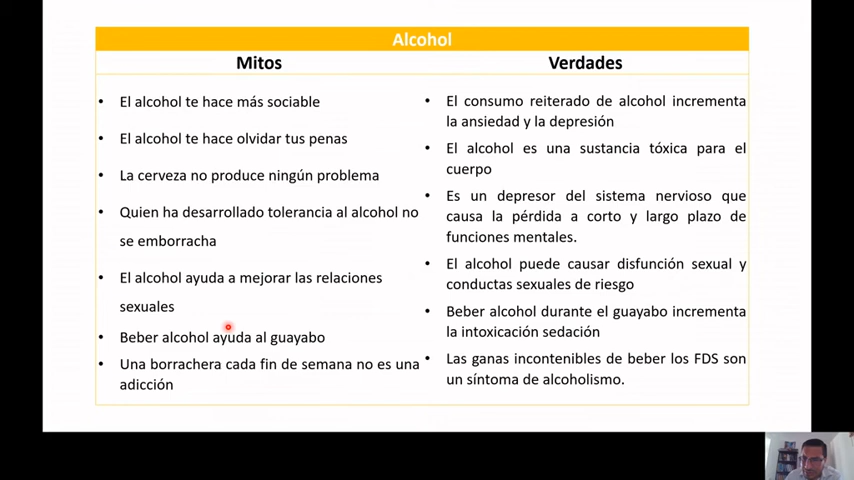 Alcohol
Mitos
• El alcohol te hace más sociable
• El alcohol te hace olvidar tus penas
• La cerveza no produce ningún problema
• Quien ha desarrollado tolerancia al alcohol no
se emborracha
• El alcohol ayuda a mejorar las relaciones
sexuales
• Beber alcohol ayuda al guayabo
• Una borrachera cada fin de semana no es una
adicción
Verdades
• El consumo reiterado de alcohol incrementa
la ansiedad y la depresión
• El alcohol es una sustancia tóxica para el
cuerpo
• Es un depresor del sistema nervioso que
causa la pérdida a corto y largo plazo de
funciones mentales.
• El alcohol puede causar disfunción sexual y
conductas sexuales de riesgo
• Beber alcohol durante el guayabo incrementa
la intoxicación sedación
• Las ganas incontenibles de beber los FDS son
un síntoma de alcoholismo.